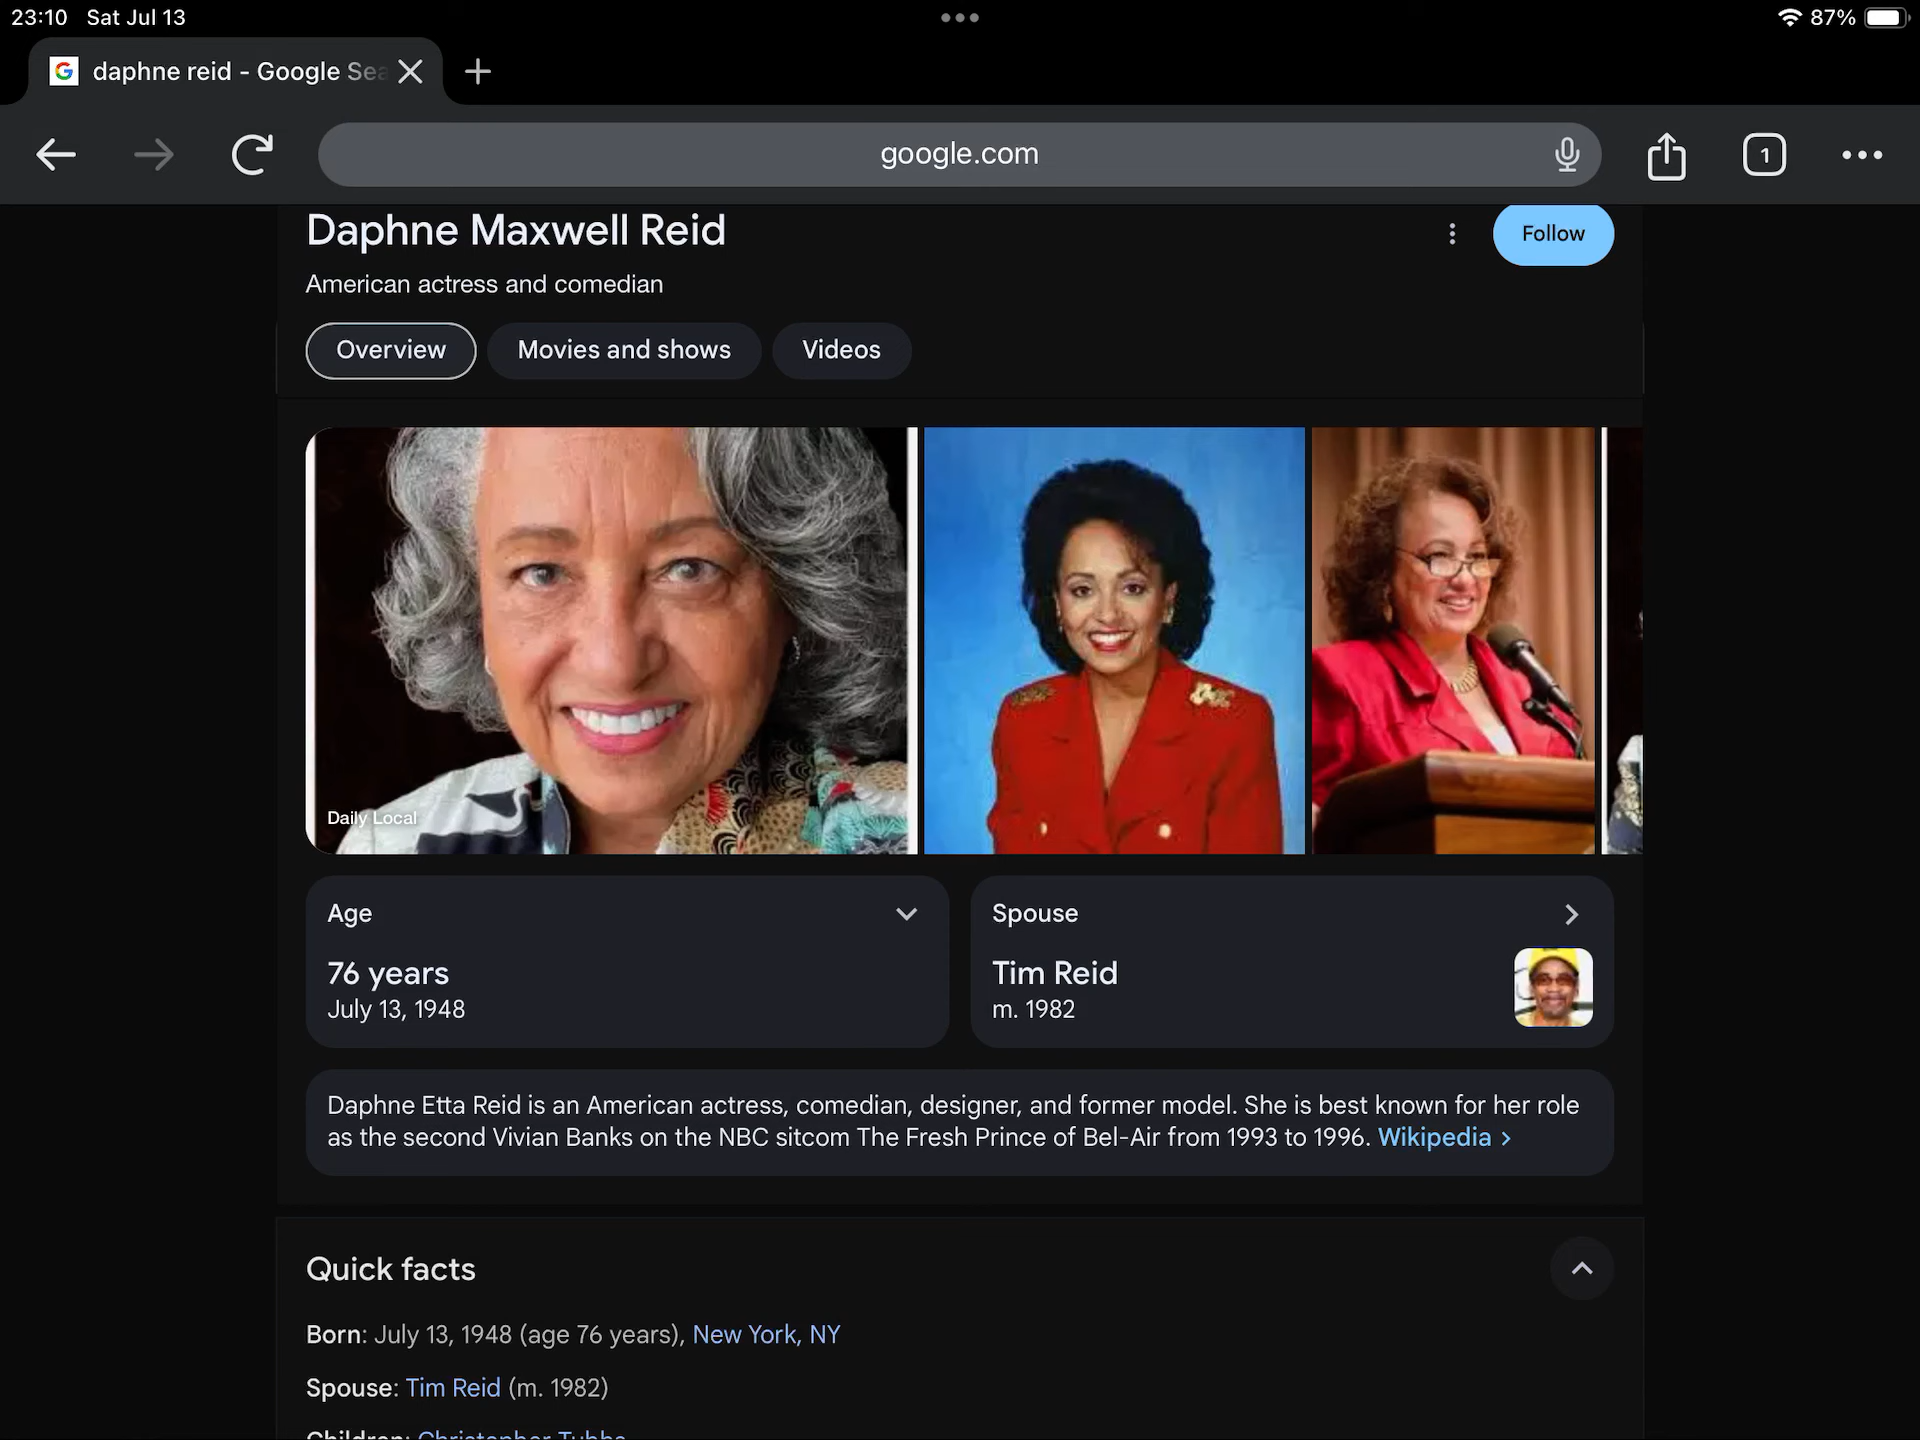 23:10 Sat Jul 13
87%
daphne reid - Google Sea
google.com
1
Daphne Maxwell Reid
Follow
American actress and comedian
Overview
Movies and shows
Videos
Daily Local
Age
76 years
July 13, 1948
Spouse
Tim Reid
m. 1982
Daphne Etta Reid is an American actress, comedian, designer, and former model. She is best known for her role
as the second Vivian Banks on the NBC sitcom The Fresh Prince of Bel-Air from 1993 to 1996. Wikipedia
Quick facts
Born: July 13, 1948 (age 76 years), New York, NY
Spouse: Tim Reid (m. 1982)
Children: Christopher Tubbs